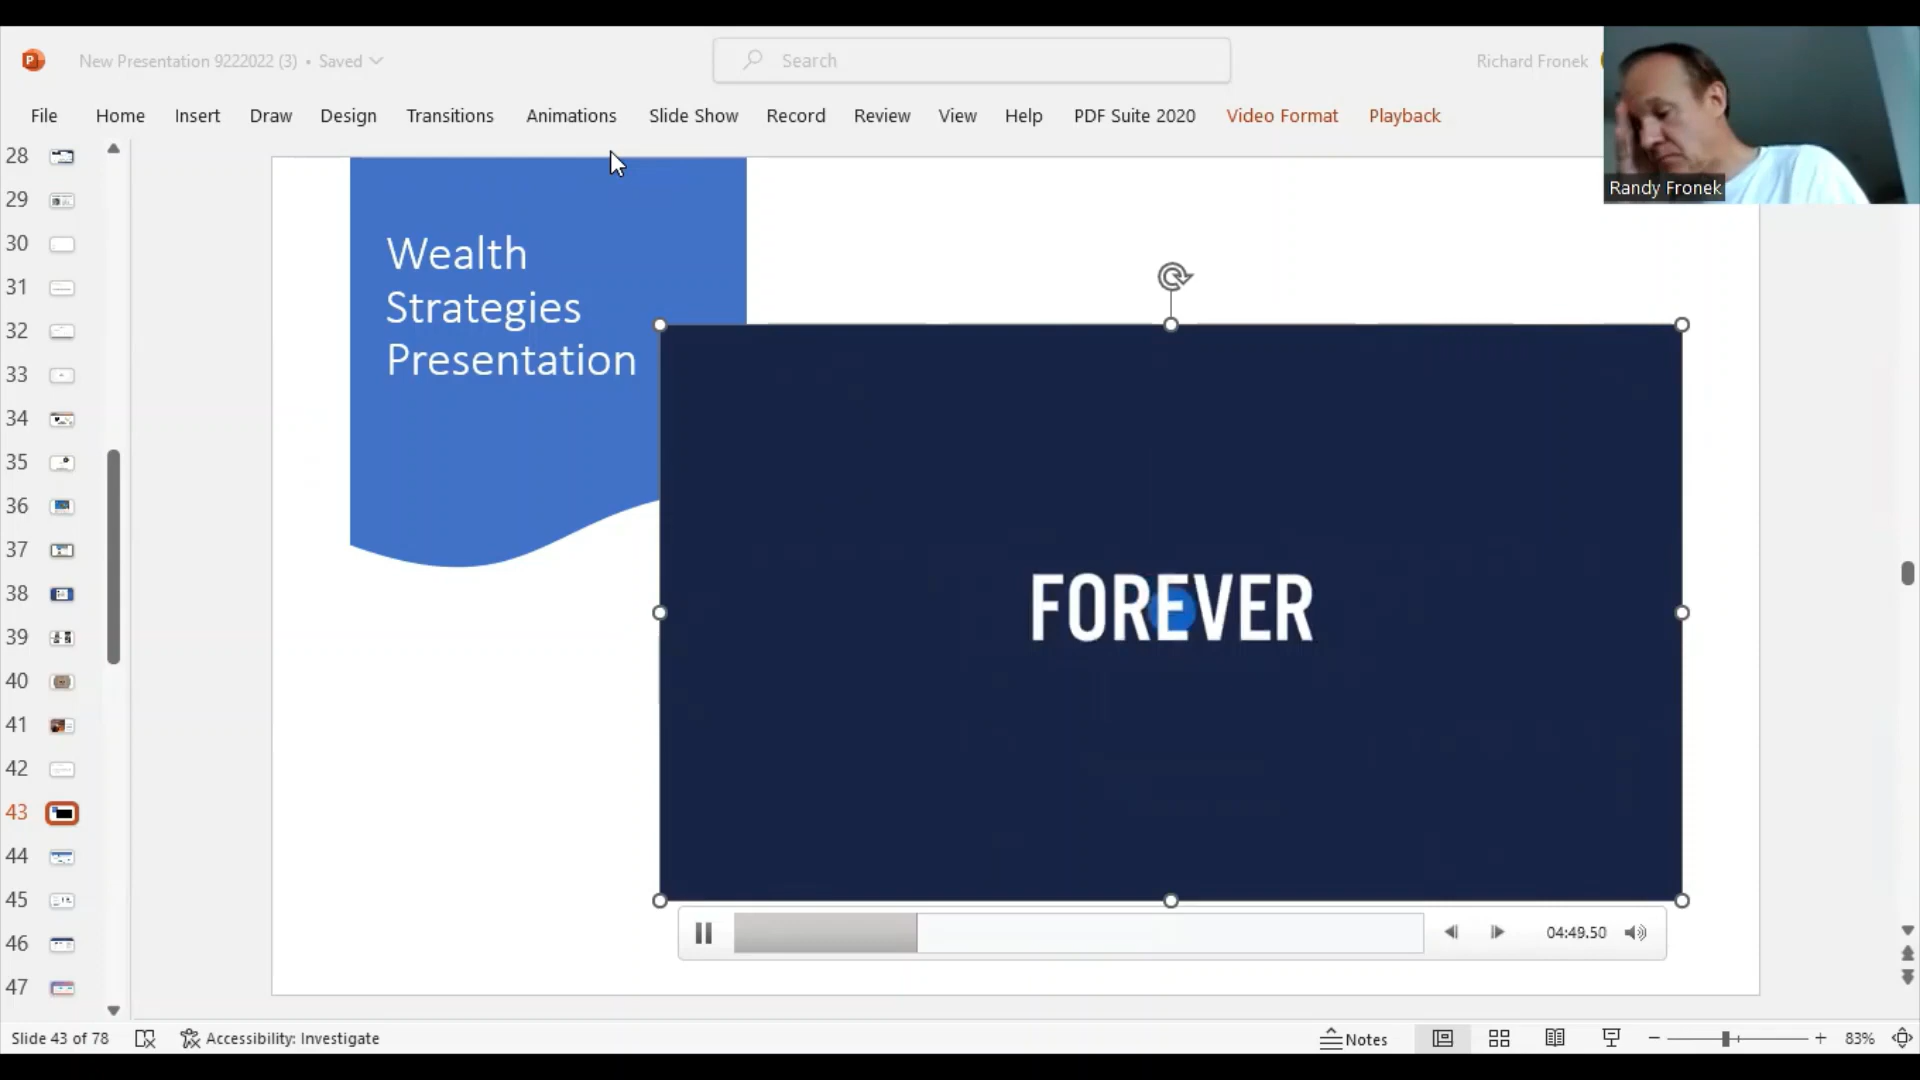 New Presentation 9222022 (3) • Saved
Search
Richard Fronek
File Home Insert Draw Design Transitions Animations Slide Show Record Review View Help PDF Suite 2020 Video Format Playback
Randy Fronek
28
29
30
31
32
33
34
35
36
37
38
39
40
41
42
43
44
45
46
47
Wealth
Strategies
Presentation
FOREVER
04:49.50
Slide 43 of 78 Accessibility: Investigate Notes 83%